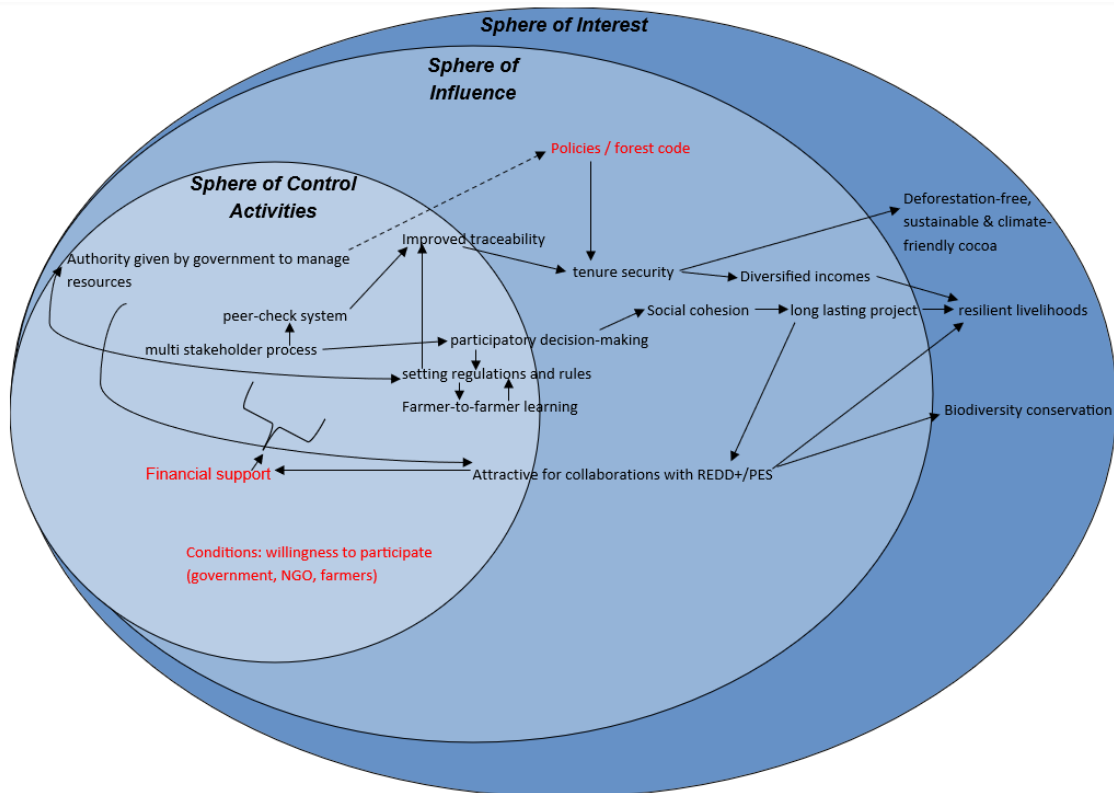 Sphere of Interest
Sphere of
Influence
Policies / forest code
Sphere of Control
Activities
Deforestation-free,
sustainable & climate-
friendly cocoa
Improved traceability
Authority given by government to manage
resources
tenure security
Diversified incomes
peer-check system
Social cohesion
long lasting project
resilient livelihoods
multi stakeholder process
participatory decision-making
setting regulations and rules
Farmer-to-farmer learning
Biodiversity conservation
Financial support
Attractive for collaborations with REDD+/PES
Conditions: willingness to participate
(government, NGO, farmers)